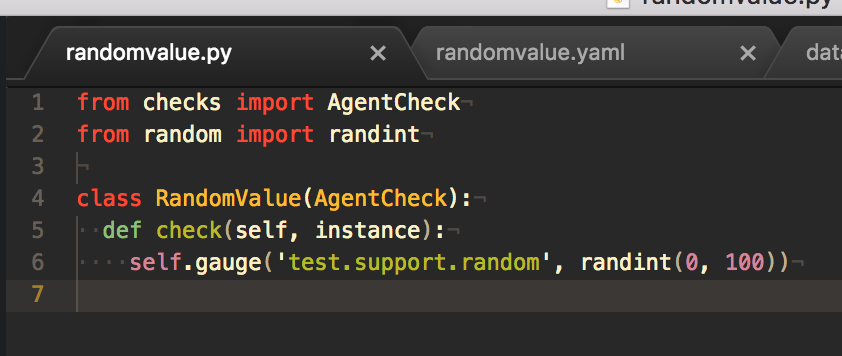 randomvalue.py
randomvalue.py
randomvalue.yaml
data
1 from checks import AgentCheck¬
2 from random import randint¬
3 ¬
4 class RandomValue(AgentCheck):¬
5 ··def check(self, instance):¬
6 ····self.gauge('test.support.random', randint(0, 100))¬
7